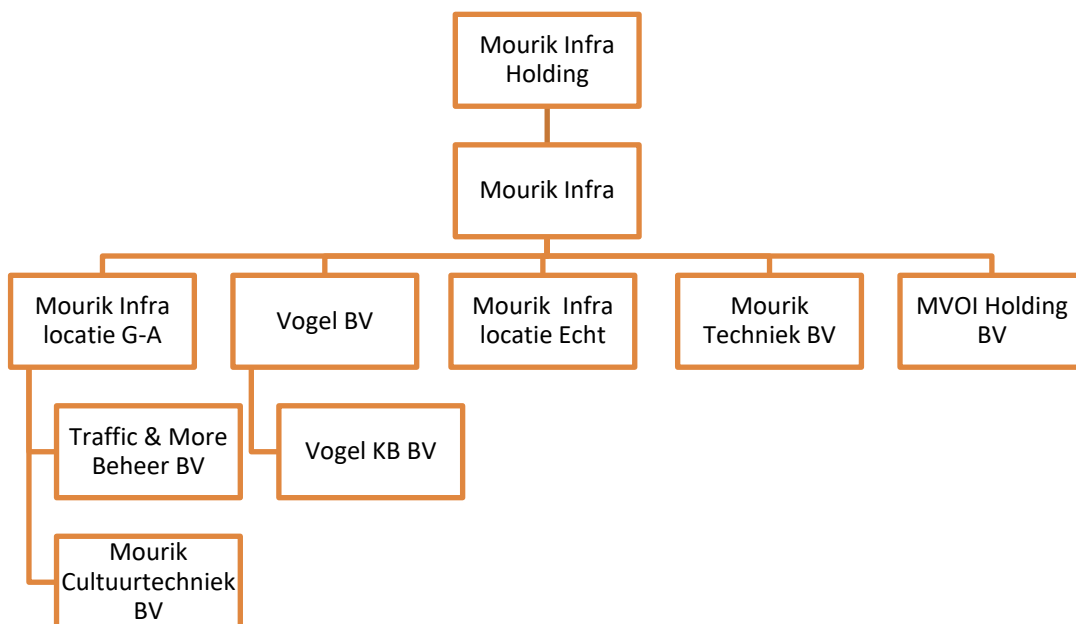 Mourik Infra
Holding
Mourik Infra
Mourik Infra
locatie G-A
Vogel BV
Mourik Infra
locatie Echt
Mourik
Techniek BV
MVOI Holding
BV
Traffic & More
Beheer BV
Vogel KB BV
Mourik
Cultuurtechniek
BV